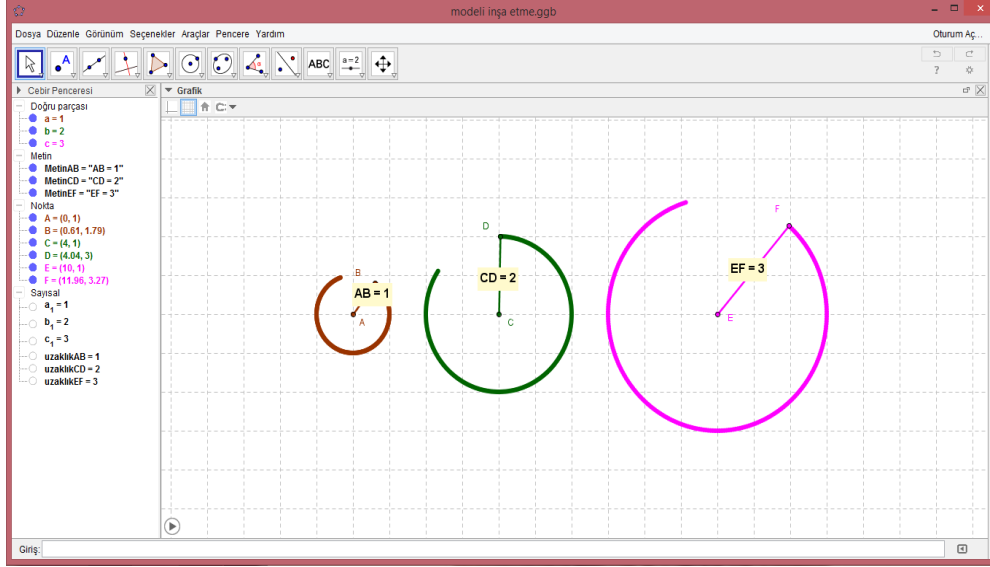 modeli inşa etme.ggb
Dosya Düzenle Görünüm Seçenekler Araçlar Pencere Yardım
Oturum Aç...
A
ABC
a=2
Cebir Penceresi
Grafik
Doğru parçası
a = 1
b = 2
c = 3
Metin
MetinAB = "AB = 1"
MetinCD = "CD = 2"
MetinEF = "EF = 3"
Nokta
A = (0, 1)
B = (0.61, 1.79)
C = (4, 1)
D = (4.04, 3)
E = (10, 1)
F = (11.96, 3.27)
Sayısal
a₁ = 1
b₁ = 2
c₁ = 3
uzaklıkAB = 1
uzaklıkCD = 2
uzaklıkEF = 3
B
AB = 1
A
D
CD = 2
C
F
EF = 3
E
Giriş: